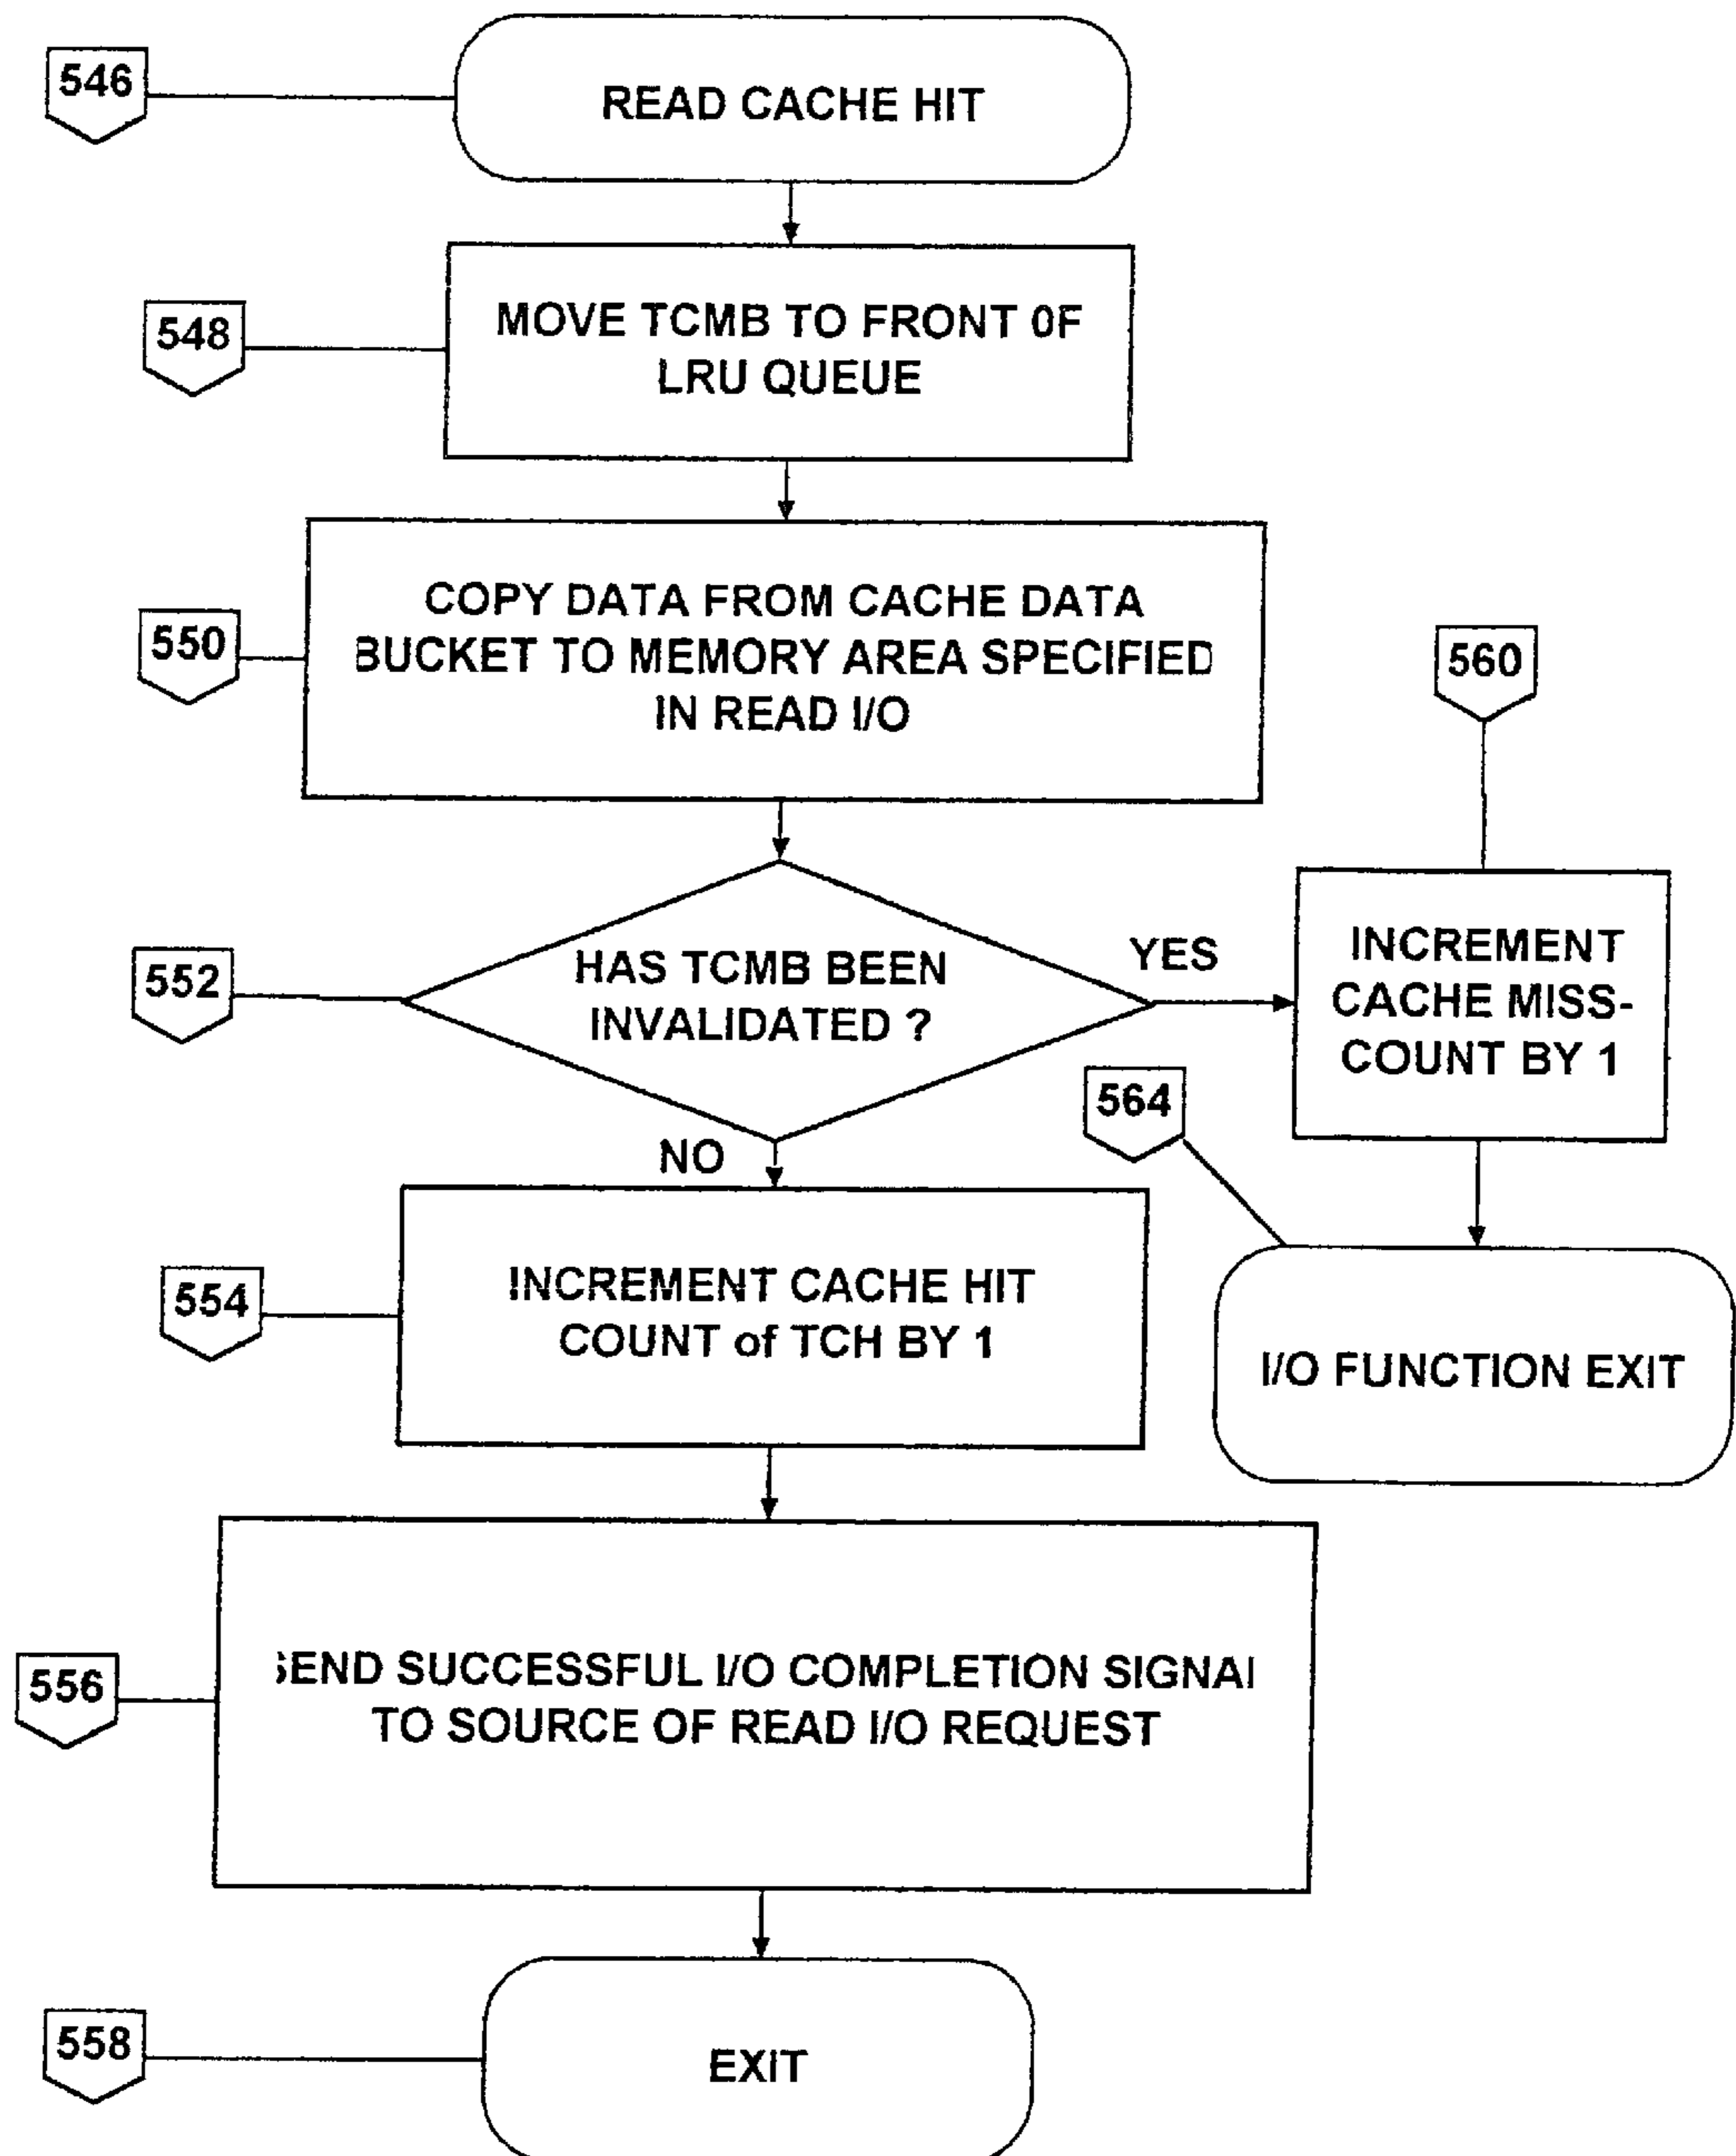 546
READ CACHE HIT
548
MOVE TCMB TO FRONT 0F
LRU QUEUE
550
COPY DATA FROM CACHE DATA
BUCKET TO MEMORY AREA SPECIFIED
IN READ I/O
560
552
HAS TCMB BEEN
INVALIDATED ?
YES
INCREMENT
CACHE MISS-
COUNT BY 1
564
NO
554
INCREMENT CACHE HIT
COUNT of TCH BY 1
I/O FUNCTION EXIT
556
SEND SUCCESSFUL I/O COMPLETION SIGNAL
TO SOURCE OF READ I/O REQUEST
558
EXIT